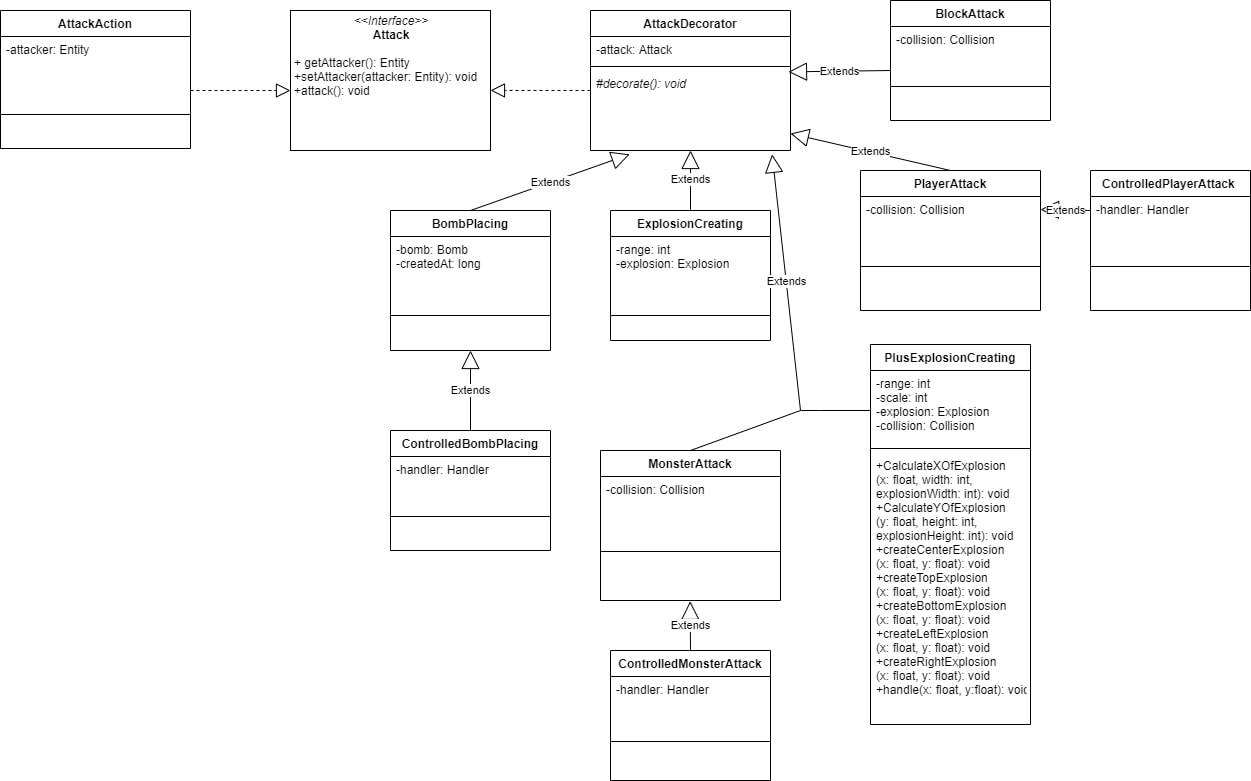 AttackAction
-attacker: Entity
<<Interface>>
Attack
+ getAttacker(): Entity
+setAttacker(attacker: Entity): void
+attack(): void
AttackDecorator
-attack: Attack
#decorate(): void
BlockAttack
-collision: Collision
Extends
Extends
PlayerAttack
-collision: Collision
Extends
ControlledPlayerAttack
-handler: Handler
Extends
BombPlacing
-bomb: Bomb
-createdAt: long
Extends
ExplosionCreating
-range: int
-explosion: Explosion
Extends
Extends
ControlledBombPlacing
-handler: Handler
MonsterAttack
-collision: Collision
Extends
ControlledMonsterAttack
-handler: Handler
PlusExplosionCreating
-range: int
-scale: int
-explosion: Explosion
-collision: Collision
+CalculateXOfExplosion
(x: float, width: int,
explosionWidth: int): void
+CalculateYOfExplosion
(y: float, height: int,
explosionHeight: int): void
+createCenterExplosion
(x: float, y: float): void
+createTopExplosion
(x: float, y: float): void
+createBottomExplosion
(x: float, y: float): void
+createLeftExplosion
(x: float, y: float): void
+createRightExplosion
(x: float, y: float): void
+handle(x: float, y:float): void